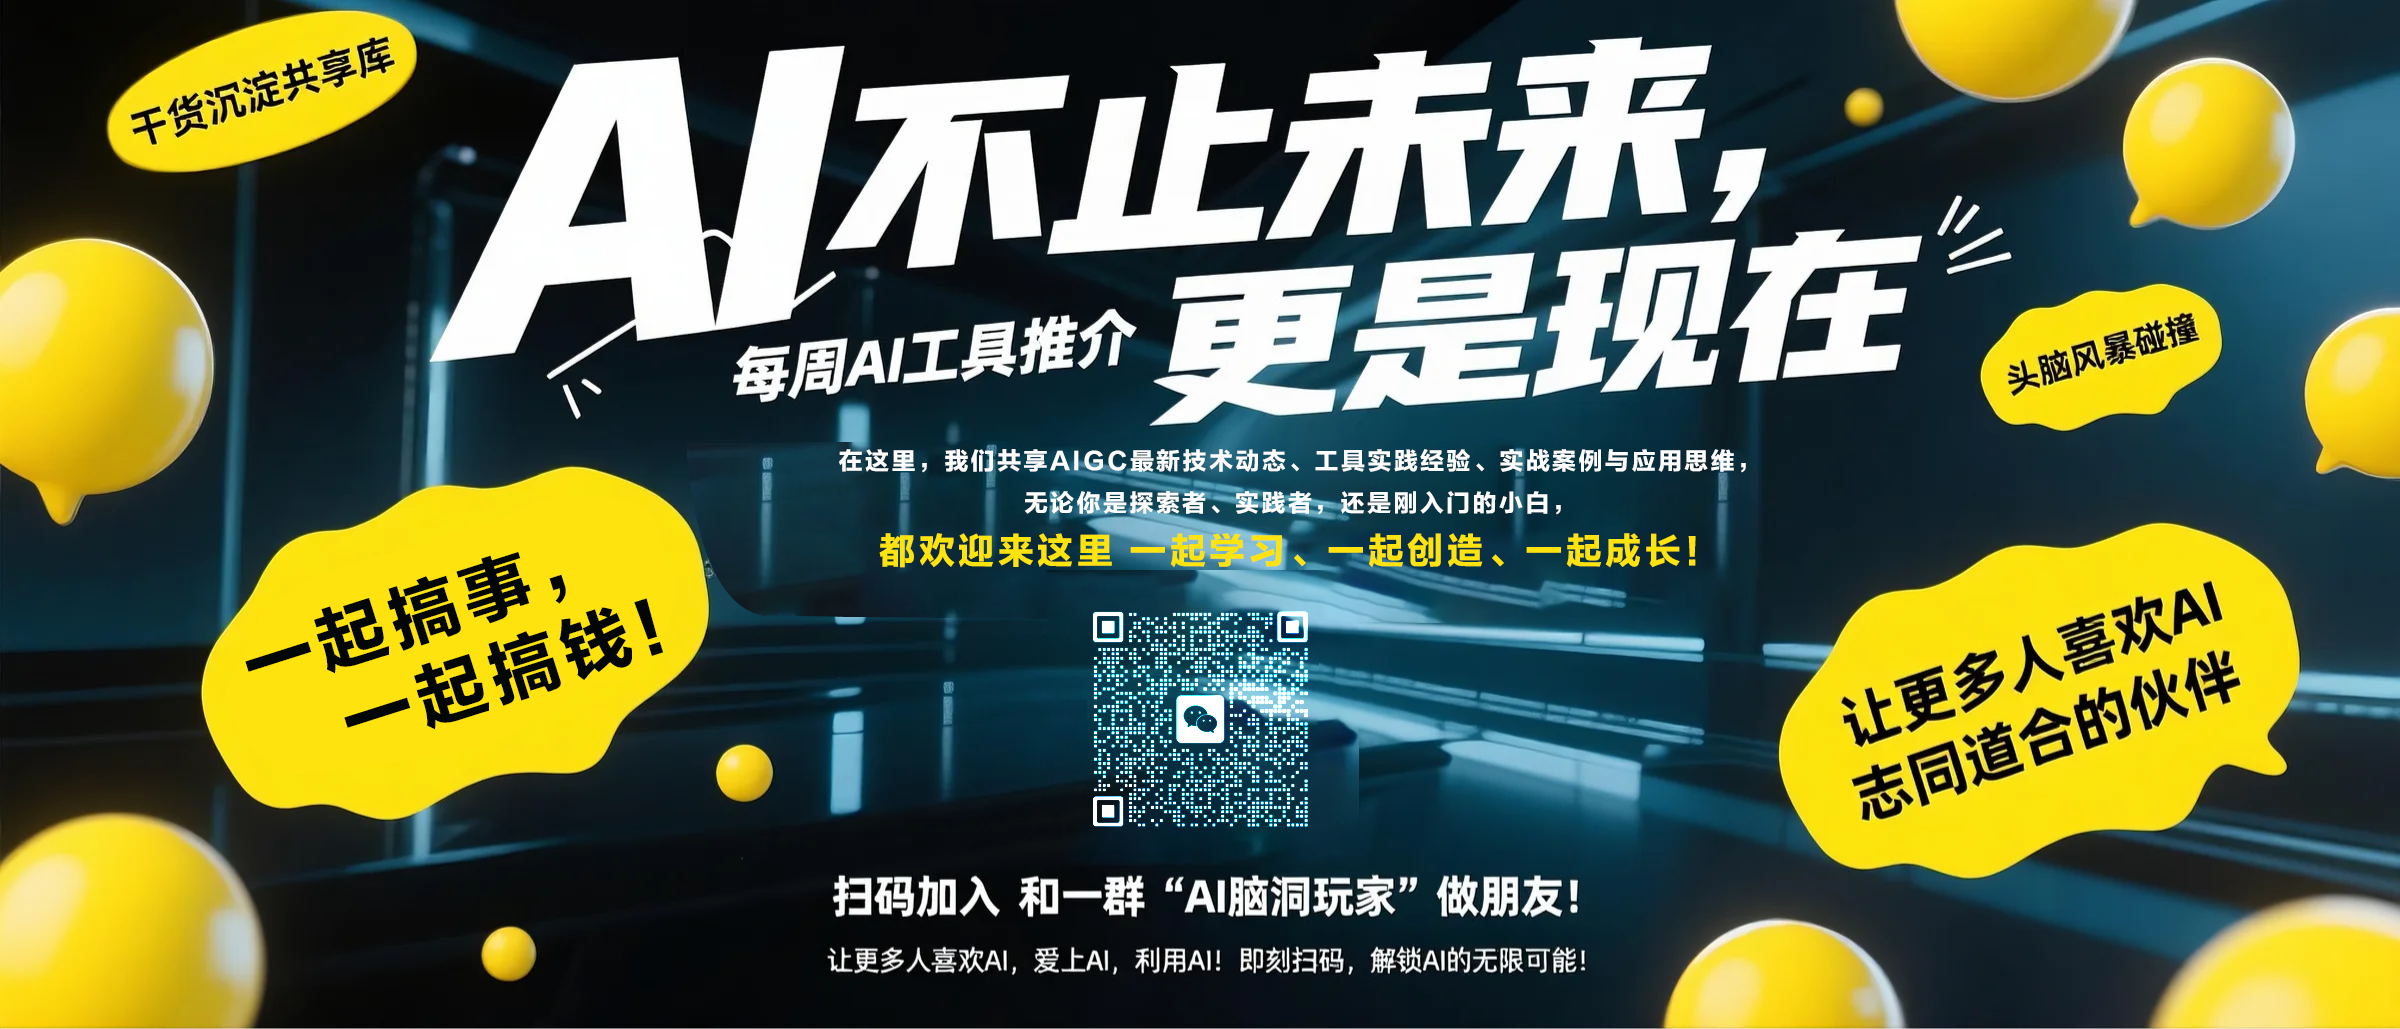 干货沉淀共享库
AI不止未来，
更是现在
每周AI工具推介
头脑风暴碰撞
在这里，我们共享AIGC最新技术动态、工具实践经验、实战案例与应用思维，
无论你是探索者、实践者，还是刚入门的小白，
都欢迎来这里 一起学习、一起创造、一起成长！
一起搞事，
一起搞钱！
让更多人喜欢AI
志同道合的伙伴
扫码加入 和一群“AI脑洞玩家”做朋友！
让更多人喜欢AI，爱上AI，利用AI！即刻扫码，解锁AI的无限可能！